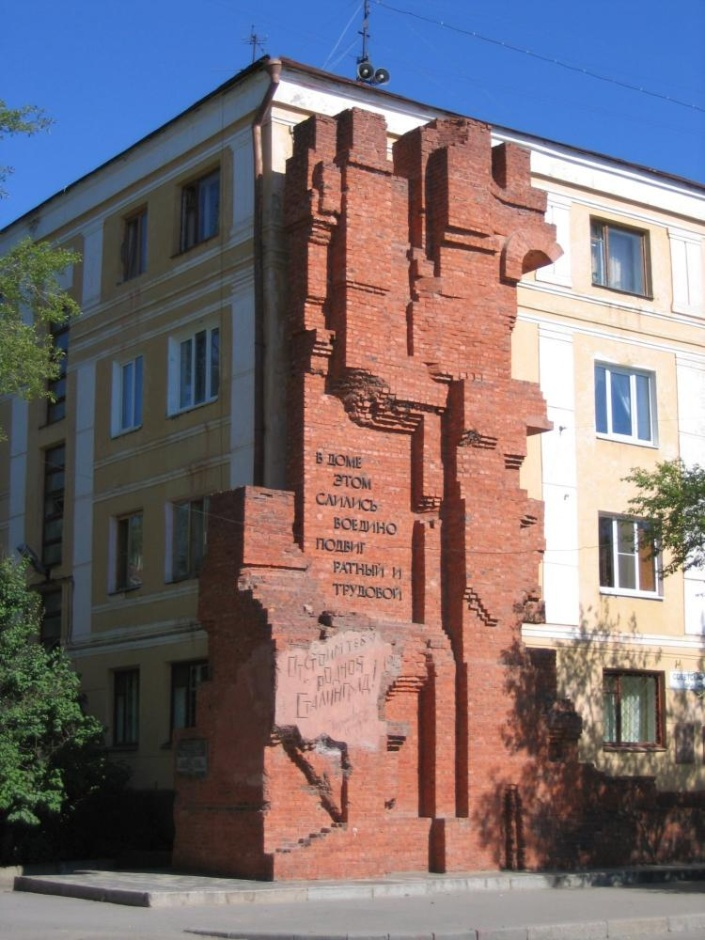 В ДОМЕ
ЭТОМ
СЛИЛИСЬ
ВОЕДИНО
ПОДВИГ
РАТНЫЙ И
ТРУДОВОЙ
ОТСТОИМ ТЕБЯ
РОДНОЙ
СТАЛИНГРАД!